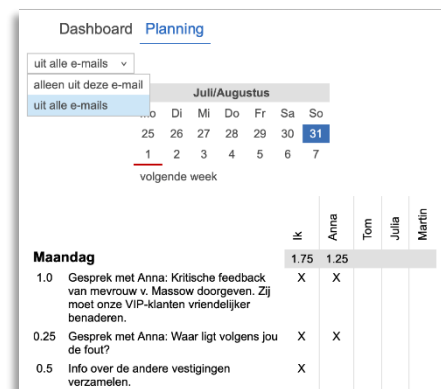 Dashboard Planning
uit alle e-mails
alleen uit deze e-mail
uit alle e-mails
Juli/Augustus
Di Mi Do Fr Sa So
25 26 27 28 29 30 31
1 2 3 4 5 6 7
volgende week
Ik Anna Tom Julia Martin
Maandag 1.75 1.25
1.0 Gesprek met Anna: Kritische feedback X X
van mevrouw v. Massow doorgeven. Zij
moet onze VIP-klanten vriendelijker
benaderen.
0.25 Gesprek met Anna: Waar ligt volgens jou X X
de fout?
0.5 Info over de andere vestigingen X
verzamelen.